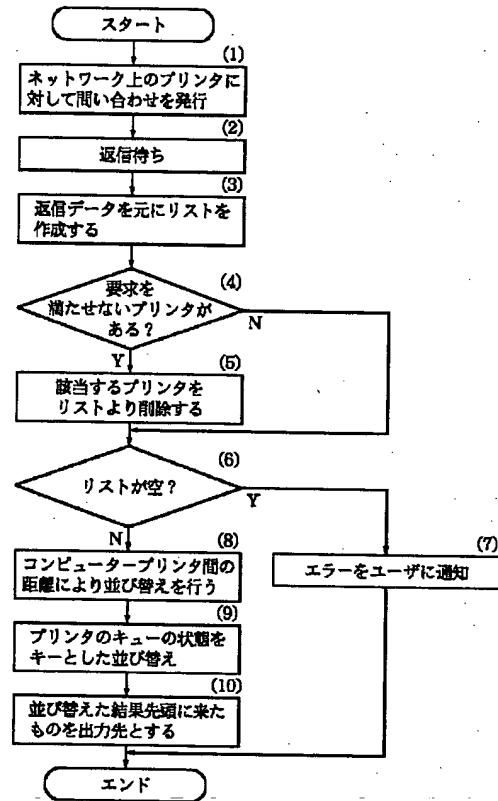 スタート
(1)
ネットワーク上のプリンタに
対して問い合わせを発行
(2)
返信待ち
(3)
返信データを元にリストを
作成する
(4)
要求を
満たせないプリンタが
ある?
N
Y
(5)
該当するプリンタを
リストより削除する
(6)
リストが空?
Y
N
(7)
エラーをユーザに通知
(8)
コンピュータープリンタ間の
距離により並び替えを行う
(9)
プリンタのキューの状態を
キーとした並び替え
(10)
並び替えた結果先頭に来た
ものを出力先とする
エンド